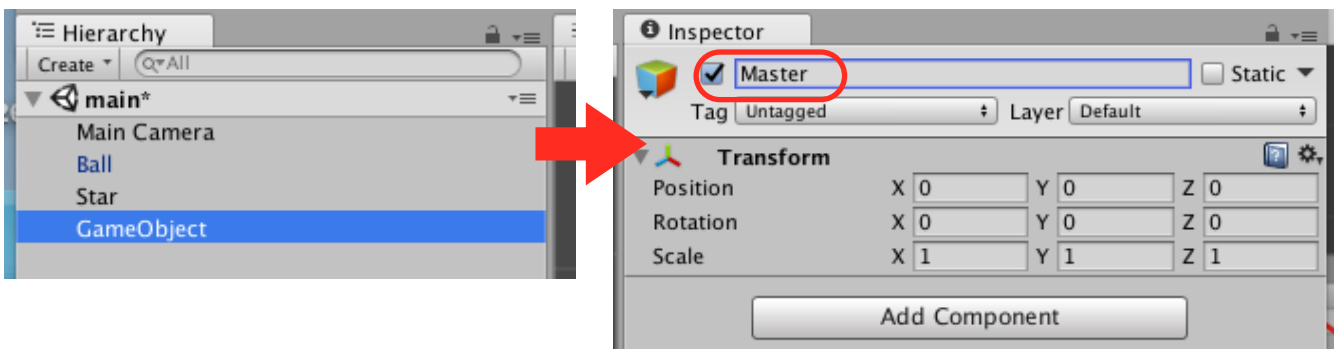 Hierarchy
Create All
main*
Main Camera
Ball
Star
GameObject
Inspector
Master Static
Tag Untagged Layer Default
Transform
Position X 0 Y 0 Z 0
Rotation X 0 Y 0 Z 0
Scale X 1 Y 1 Z 1
Add Component